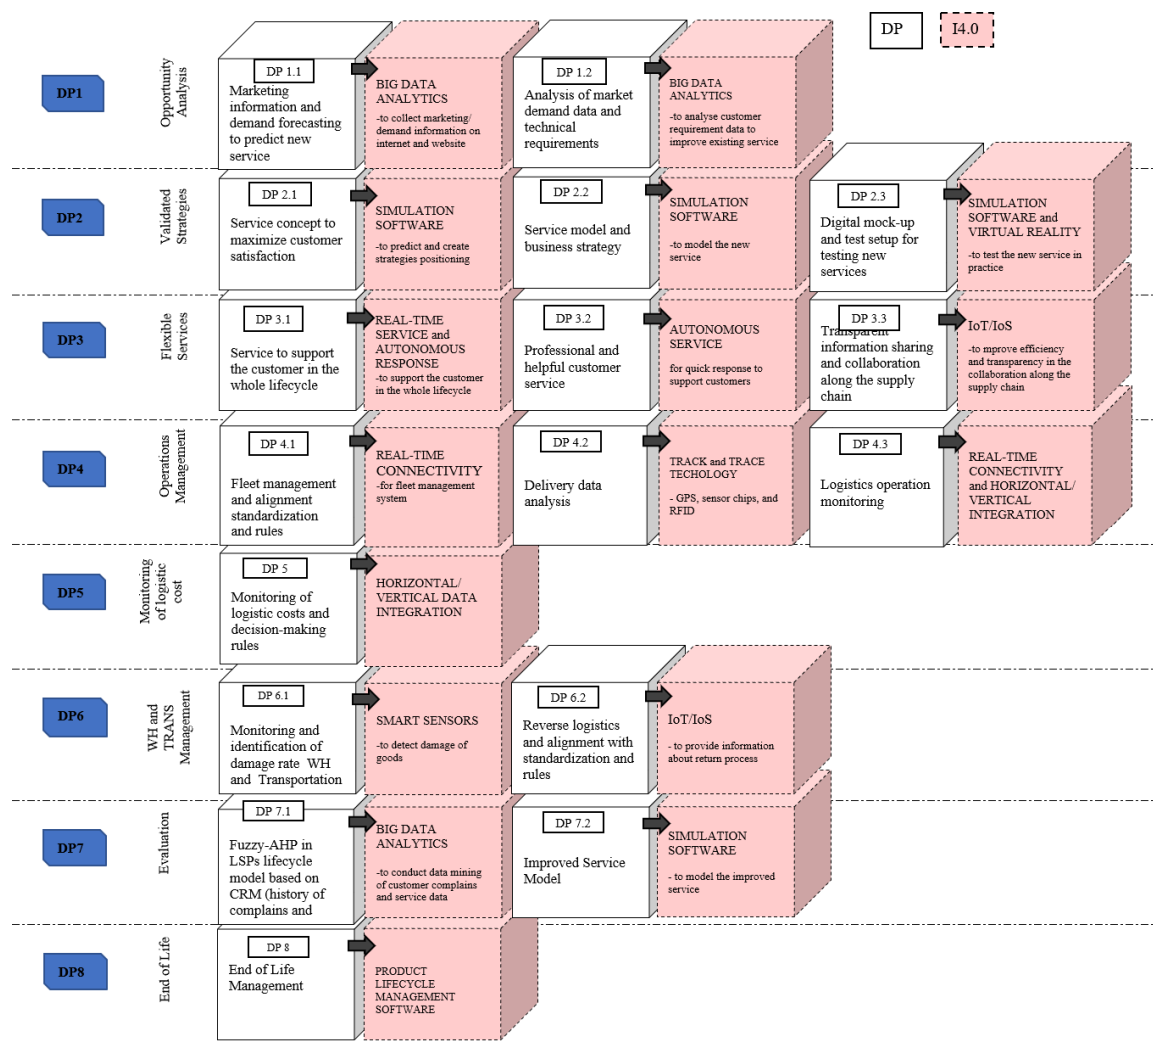 DP
I4.0
DP1
Opportunity
Analysis
DP 1.1
Marketing
information and
demand forecasting
to predict new
service
BIG DATA
ANALYTICS
-to collect marketing/
demand information on
internet and website
DP 1.2
Analysis of market
demand data and
technical
requirements
BIG DATA
ANALYTICS
-to analyse customer
requirement data to
improve existing service
DP2
Validated
Strategies
DP 2.1
Service concept to
maximize customer
satisfaction
SIMULATION
SOFTWARE
-to predict and create
strategies positioning
DP 2.2
Service model and
business strategy
SIMULATION
SOFTWARE
-to model the new
service
DP 2.3
Digital mock-up
and test setup for
testing new
services
SIMULATION
SOFTWARE and
VIRTUAL REALITY
-to test the new service in
practice
DP3
Flexible
Services
DP 3.1
Service to support
the customer in the
whole lifecycle
REAL-TIME
SERVICE and
AUTONOMOUS
RESPONSE
-to support the customer
in the whole lifecycle
DP 3.2
Professional and
helpful customer
service
AUTONOMOUS
SERVICE
for quick response to
support customers
DP 3.3
Transparent
information sharing
and collaboration
along the supply
chain
IoT/IoS
-to mprove efficiency
and transparency in the
collaboration along the
supply chain
DP4
Operations
Management
DP 4.1
Fleet management
and alignment
standardization
and rules
REAL-TIME
CONNECTIVITY
-for fleet management
system
DP 4.2
Delivery data
analysis
TRACK and TRACE
TECHOLOGY
- GPS, sensor chips, and
RFID
DP 4.3
Logistics operation
monitoring
REAL-TIME
CONNECTIVITY
and HORIZONTAL/
VERTICAL
INTEGRATION
DP5
Monitoring
of logistic
cost
DP 5
Monitoring of
logistic costs and
decision-making
rules
HORIZONTAL/
VERTICAL DATA
INTEGRATION
DP6
WH and
TRANS
Management
DP 6.1
Monitoring and
identification of
damage rate WH
and Transportation
SMART SENSORS
-to detect damage of
goods
DP 6.2
Reverse logistics
and alignment with
standardization and
rules
IoT/IoS
- to provide information
about return process
DP7
Evaluation
DP 7.1
Fuzzy-AHP in
LSPs lifecycle
model based on
CRM (history of
complains and
BIG DATA
ANALYTICS
-to conduct data mining
of customer complains
and service data
DP 7.2
Improved Service
Model
SIMULATION
SOFTWARE
- to model the improved
service
DP8
End of Life
DP 8
End of Life
Management
PRODUCT
LIFECYCLE
MANAGEMENT
SOFTWARE